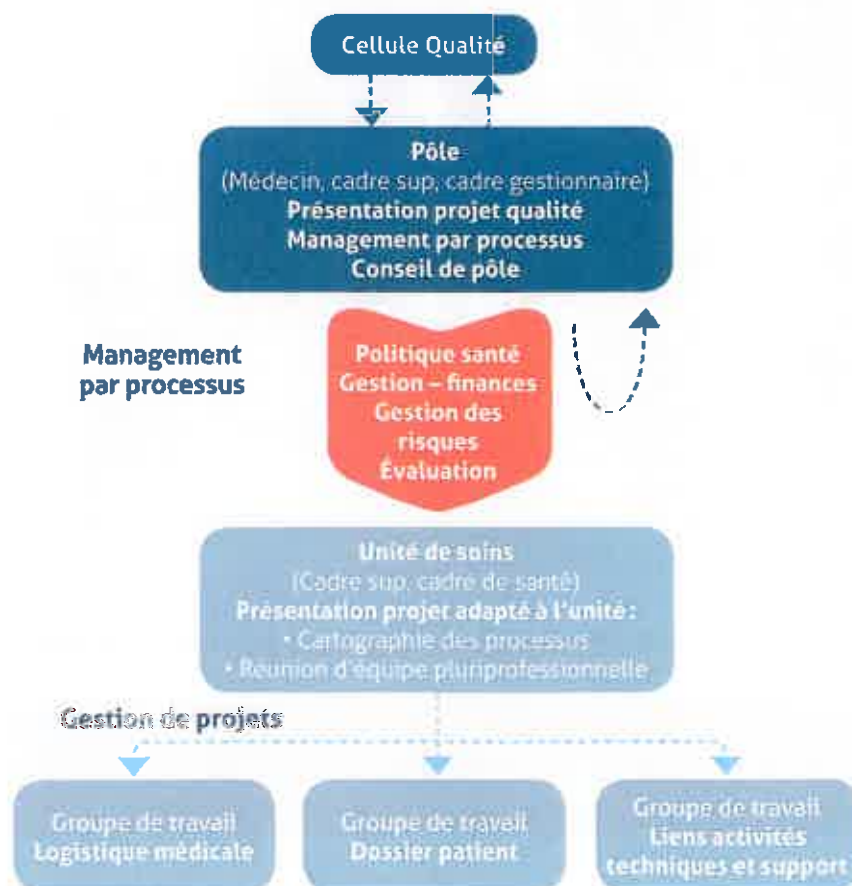 Cellule Qualité
Pôle
(Médecin, cadre sup, cadre gestionnaire)
Présentation projet qualité
Management par processus
Conseil de pôle
Management
par processus
Politique santé
Gestion – finances
Gestion des
risques
Évaluation
Unité de soins
(Cadre sup, cadre de santé)
Présentation projet adapté à l'unité :
• Cartographie des processus
• Réunion d'équipe pluriprofessionnelle
Gestion de projets
Groupe de travail
Logistique médicale
Groupe de travail
Dossier patient
Groupe de travail
Liens activités
techniques et support